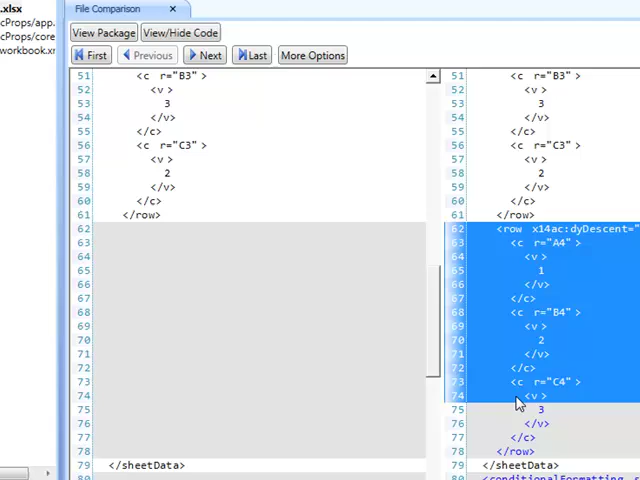 .xlsx
cProps/app.
cProps/core
workbook.xr
File Comparison
View Package View/Hide Code
First Previous Next Last More Options
51 <c r="B3" >
52 <v >
53 3
54 </v>
55 </c>
56 <c r="C3" >
57 <v >
58 2
59 </v>
60 </c>
61 </row>
62
63
64
65
66
67
68
69
70
71
72
73
74
75
76
77
78
79 </sheetData>
80
51 <c r="B3" >
52 <v >
53 3
54 </v>
55 </c>
56 <c r="C3" >
57 <v >
58 2
59 </v>
60 </c>
61 </row>
62 <row x14ac:dyDescent="
63 <c r="A4" >
64 <v >
65 1
66 </v>
67 </c>
68 <c r="B4" >
69 <v >
70 2
71 </v>
72 </c>
73 <c r="C4" >
74 <v >
75 3
76 </v>
77 </c>
78 </row>
79 </sheetData>
80 <conditionalFormatting s